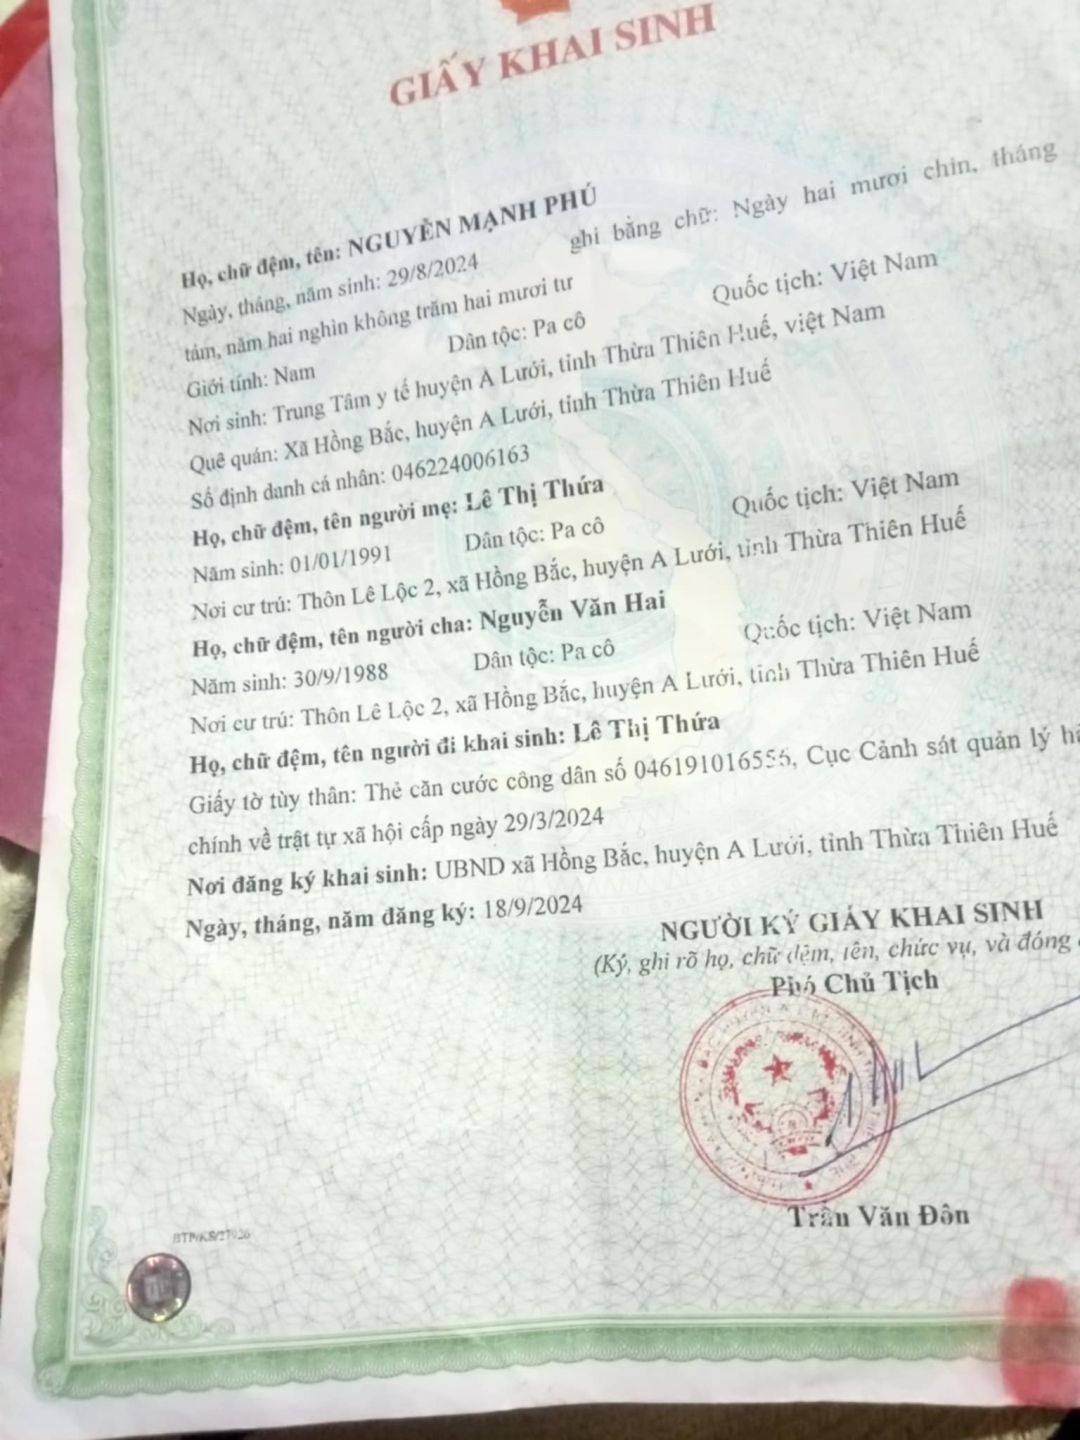 GIẤY KHAI SINH
Họ, chữ đệm, tên: NGUYỄN MẠNH PHÚ
Ngày, tháng, năm sinh: 29/8/2024 ghi bằng chữ: Ngày hai mươi chín, tháng
tám, năm hai nghìn không trăm hai mươi tư
Giới tính: Nam Dân tộc: Pa cô Quốc tịch: Việt Nam
Nơi sinh: Trung Tâm y tế huyện A Lưới, tỉnh Thừa Thiên Huế, việt Nam
Quê quán: Xã Hồng Bắc, huyện A Lưới, tỉnh Thừa Thiên Huế
Số định danh cá nhân: 046224006163
Họ, chữ đệm, tên người mẹ: Lê Thị Thứa
Năm sinh: 01/01/1991 Dân tộc: Pa cô Quốc tịch: Việt Nam
Nơi cư trú: Thôn Lê Lộc 2, xã Hồng Bắc, huyện A Lưới, tỉnh Thừa Thiên Huế
Họ, chữ đệm, tên người cha: Nguyễn Văn Hai
Năm sinh: 30/9/1988 Dân tộc: Pa cô Quốc tịch: Việt Nam
Nơi cư trú: Thôn Lê Lộc 2, xã Hồng Bắc, huyện A Lưới, tỉnh Thừa Thiên Huế
Họ, chữ đệm, tên người đi khai sinh: Lê Thị Thứa
Giấy tờ tùy thân: Thẻ căn cước công dân số 046191016556, Cục Cảnh sát quản lý
chính về trật tự xã hội cấp ngày 29/3/2024
Nơi đăng ký khai sinh: UBND xã Hồng Bắc, huyện A Lưới, tỉnh Thừa Thiên Huế
Ngày, tháng, năm đăng ký: 18/9/2024
NGƯỜI KÝ GIẤY KHAI SINH
(Ký, ghi rõ họ, chữ đệm, tên, chức vụ, và đóng
Phó Chủ Tịch
Trần Văn Đôn